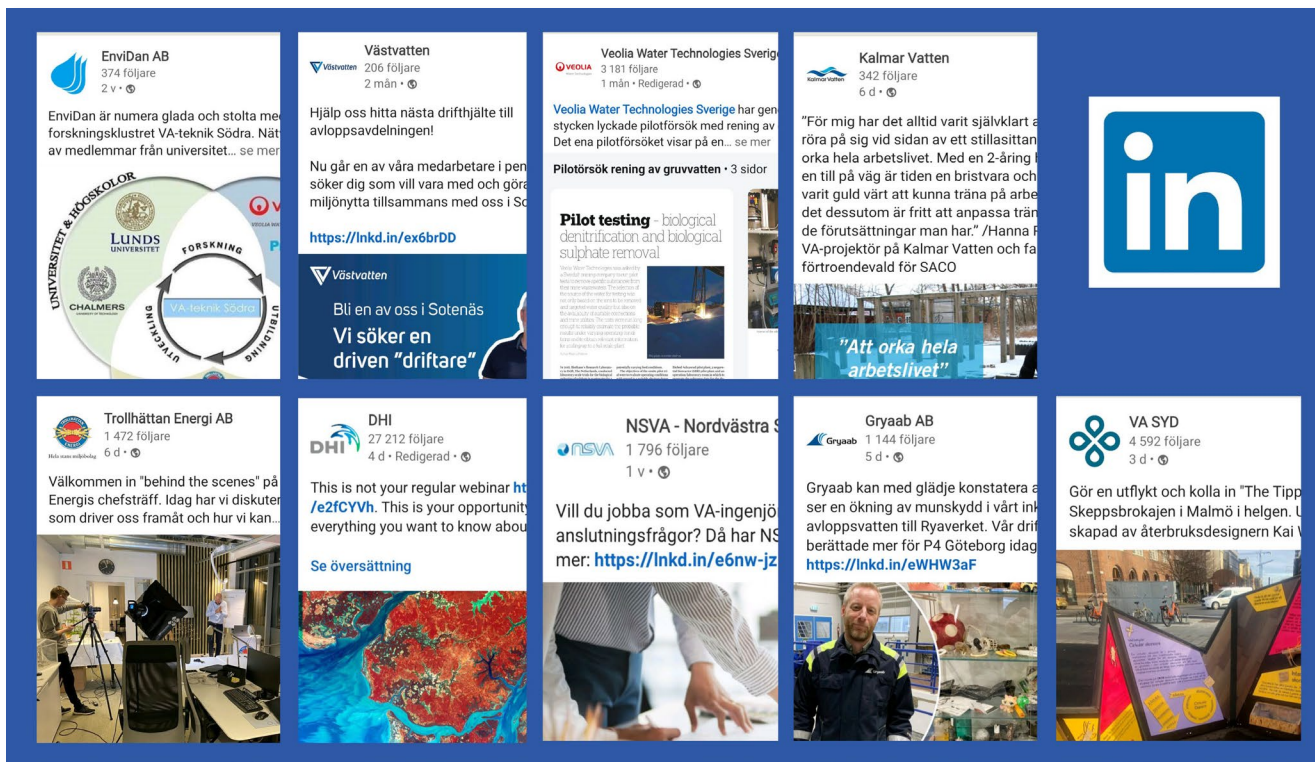 EnviDan AB
374 följare
2 v •
EnviDan är numera glada och stolta me
forskningsklustret VA-teknik Södra. Nät
av medlemmar från universitet... se mer
UNIVERSITET & HÖGSKOLOR
LUNDS
UNIVERSITET
CHALMERS
FORSKNING
UTBILDNING
UTVECKLING
VA-teknik Södra
Västvatten
Västvatten
206 följare
2 mån •
Hjälp oss hitta nästa drifthjälte till
avloppsavdelningen!
Nu går en av våra medarbetare i pen
söker dig som vill vara med och göra
miljönytta tillsammans med oss i So
https://lnkd.in/ex6brDD
Västvatten
Bli en av oss i Sotenäs
Vi söker en
driven "driftare"
VEOLIA
Veolia Water Technologies Sverige
3 181 följare
1 mån • Redigerad •
Veolia Water Technologies Sverige har gen
stycken lyckade pilotförsök med rening av
Det ena pilotförsöket visar på en... se mer
Pilotörsök rening av gruvvatten • 3 sidor
Pilot testing – biological
denitrification and biological
sulphate removal
Kalmar Vatten
Kalmar Vatten
342 följare
6 d •
"För mig har det alltid varit självklart a
röra på sig vid sidan av ett stillasittan
orka hela arbetslivet. Med en 2-åring h
en till på väg är tiden en bristvara och
varit guld värt att kunna träna på arbe
det dessutom är fritt att anpassa trän
de förutsättningar man har." /Hanna
VA-projektör på Kalmar Vatten och fa
förtroendevald för SACO
"Att orka hela
arbetslivet"
in
Trollhättan Energi AB
1 472 följare
6 d •
Hela stans miljöbolag
Välkommen in "behind the scenes" på
Energis chefsträff. Idag har vi diskuter
som driver oss framåt och hur vi kan...
DHI
DHI
27 212 följare
4 d • Redigerad •
This is not your regular webinar ht
/e2fCYVh. This is your opportunity
everything you want to know abou
Se översättning
NSVA
NSVA - Nordvästra S
1 796 följare
1 v •
Vill du jobba som VA-ingenjö
anslutningsfrågor? Då har NS
mer: https://lnkd.in/e6nw-jz
Gryaab
Gryaab AB
1 144 följare
5 d •
Gryaab kan med glädje konstatera a
ser en ökning av munskydd i vårt ink
avloppsvatten till Ryaverket. Vår drif
berättade mer för P4 Göteborg idag
https://lnkd.in/eWHW3aF
VA SYD
4 592 följare
3 d •
Gör en utflykt och kolla in "The Tipp
Skeppsbrokajen i Malmö i helgen. U
skapad av återbruksdesignern Kai